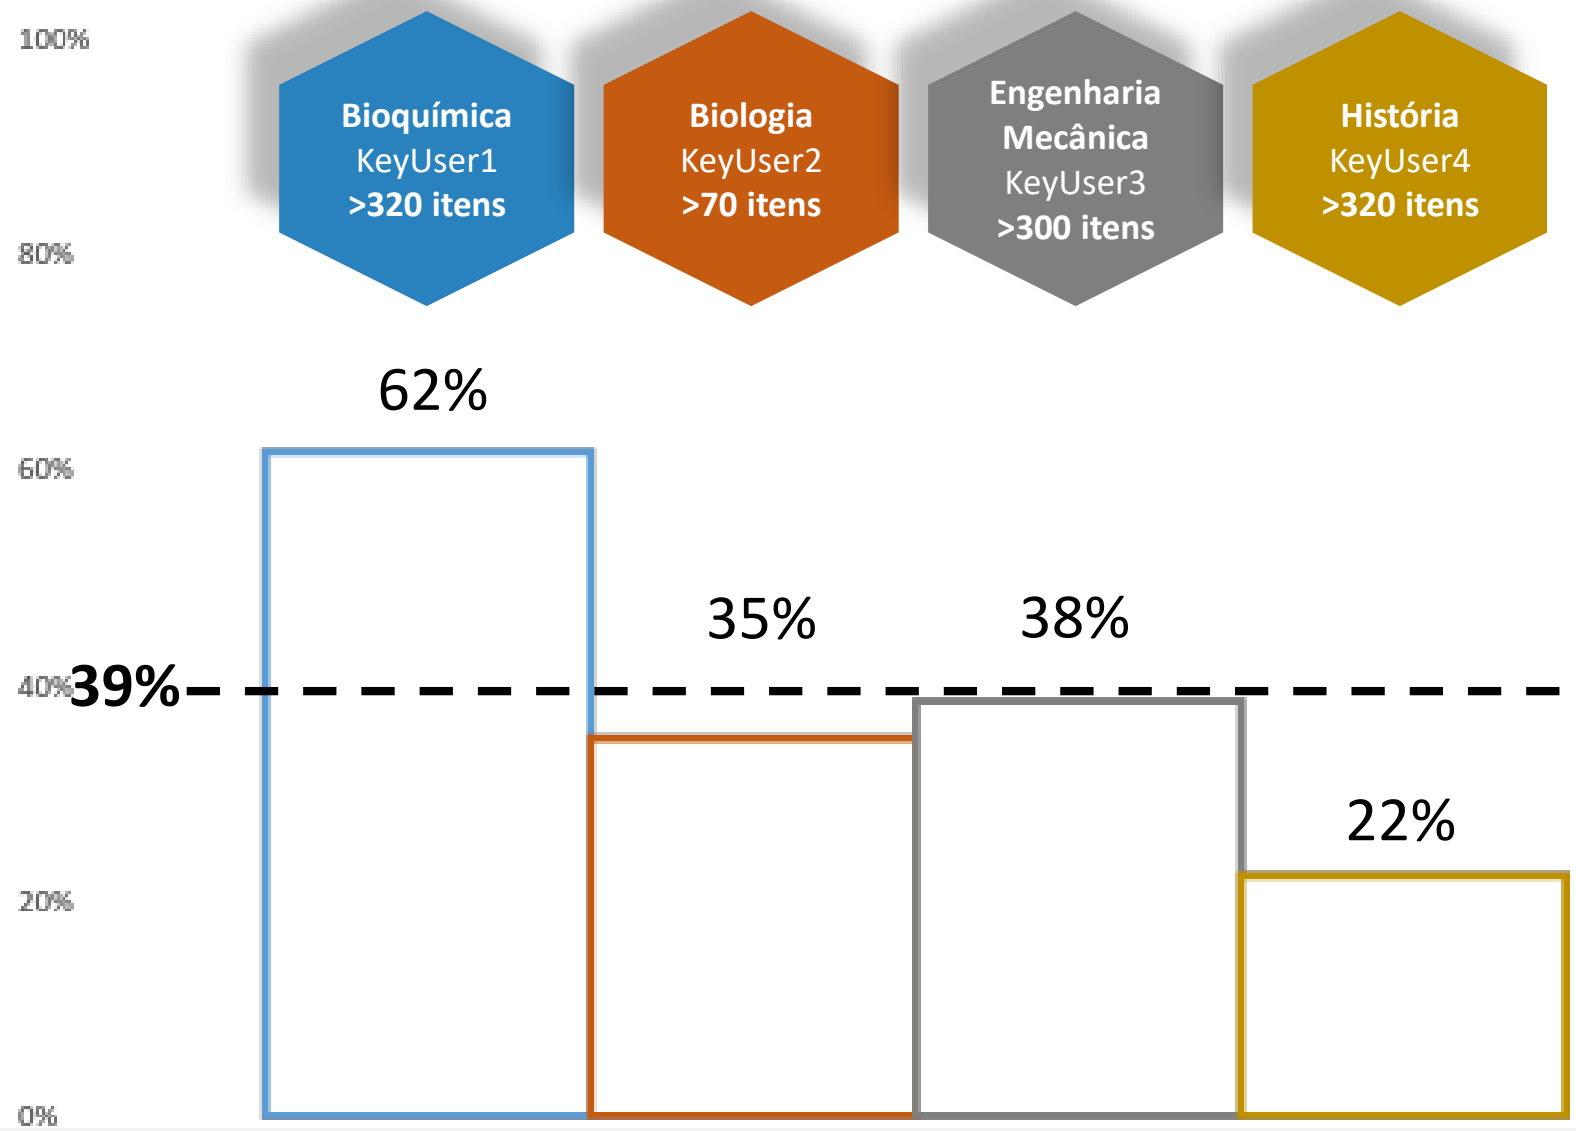 100%
Bioquímica
KeyUser1
>320 itens
Biologia
KeyUser2
>70 itens
Engenharia
Mecânica
KeyUser3
>300 itens
História
KeyUser4
>320 itens
80%
62%
60%
35%
38%
40%
39%
22%
20%
0%